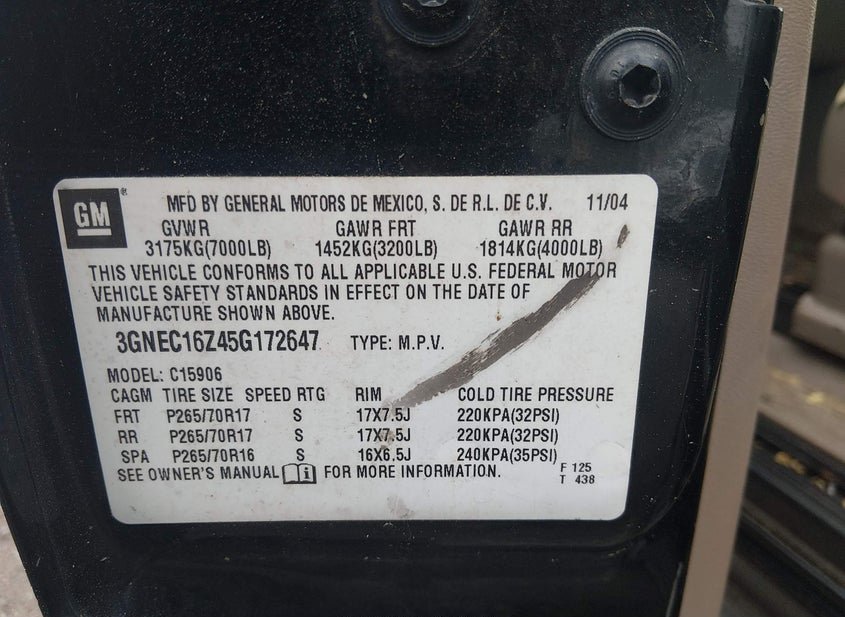 GM ® MFD BY GENERAL MOTORS DE MEXICO, S. DE R.L. DE C.V. 11/04
GVWR GAWR FRT GAWR RR
3175KG(7000LB) 1452KG(3200LB) 1814KG(4000LB)
THIS VEHICLE CONFORMS TO ALL APPLICABLE U.S. FEDERAL MOTOR
VEHICLE SAFETY STANDARDS IN EFFECT ON THE DATE OF
MANUFACTURE SHOWN ABOVE.
3GNEC16Z45G172647 TYPE: M.P.V.
MODEL: C15906
CAGM TIRE SIZE SPEED RTG RIM COLD TIRE PRESSURE
FRT P265/70R17 S 17X7.5J 220KPA(32PSI)
RR P265/70R17 S 17X7.5J 220KPA(32PSI)
SPA P265/70R16 S 16X6.5J 240KPA(35PSI)
SEE OWNER'S MANUAL i FOR MORE INFORMATION. F 125
T 438